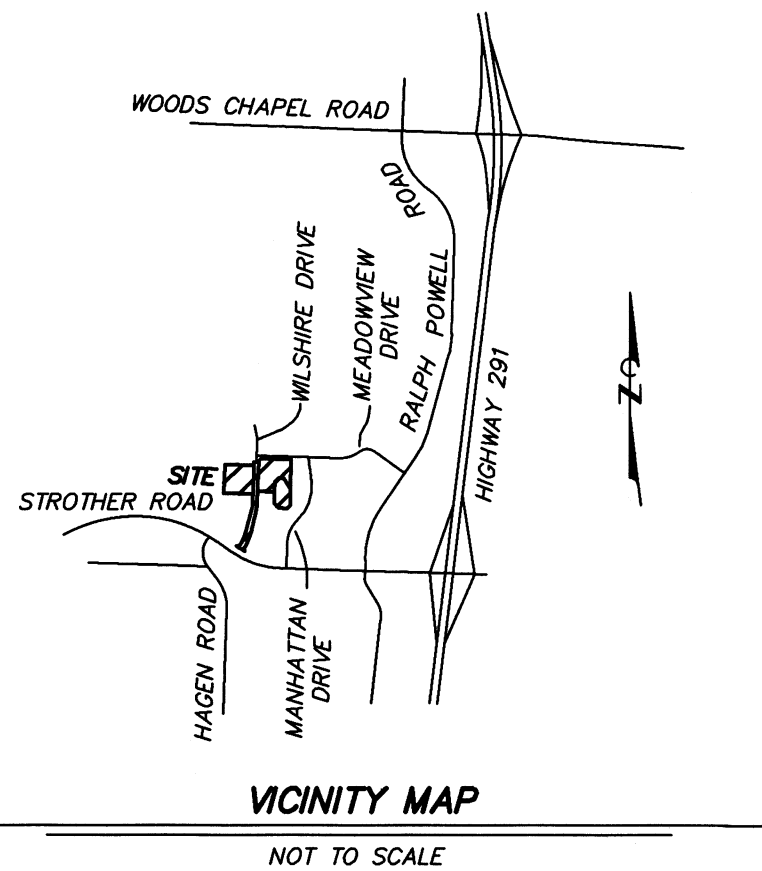 WOODS CHAPEL ROAD
ROAD
RALPH POWELL
WILSHIRE DRIVE
MEADOWVIEW
DRIVE
HIGHWAY 291
N
SITE
STROTHER ROAD
HAGEN ROAD
MANHATTAN
DRIVE
VICINITY MAP
NOT TO SCALE